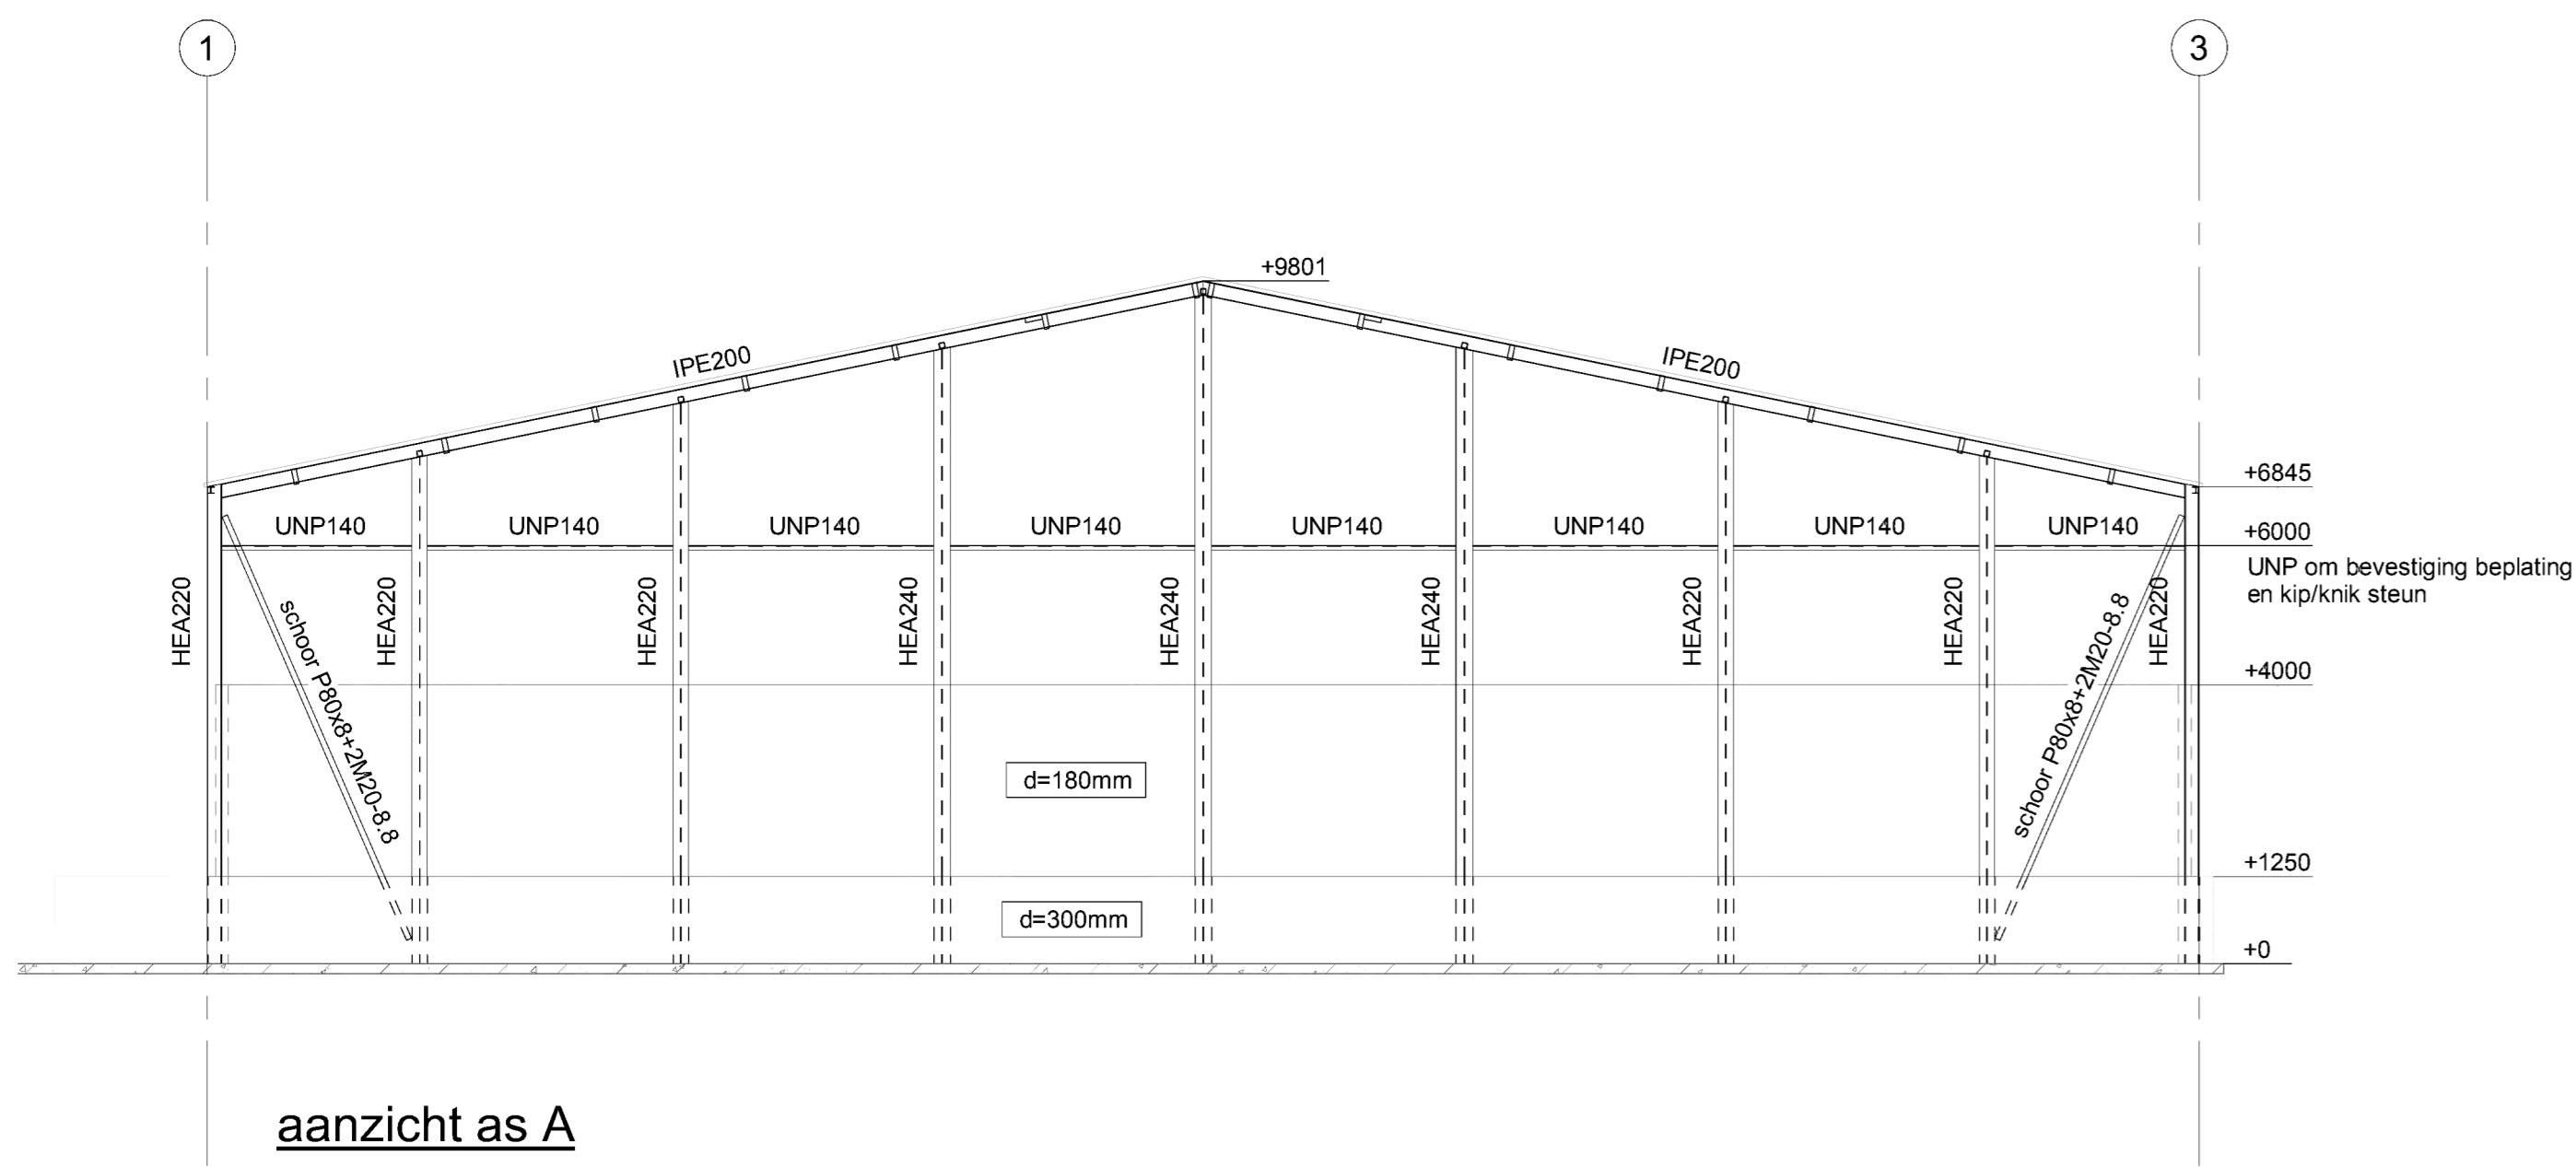 1
3
+9801
IPE200
IPE200
+6845
UNP140
UNP140
UNP140
UNP140
UNP140
UNP140
UNP140
UNP140
+6000
UNP om bevestiging beplating
en kip/knik steun
HEA220
HEA220
HEA220
HEA240
HEA240
HEA240
HEA220
HEA220
HEA220
schoor P80x8+2M20-8.8
schoor P80x8+2M20-8.8
+4000
d=180mm
+1250
d=300mm
+0
aanzicht as A